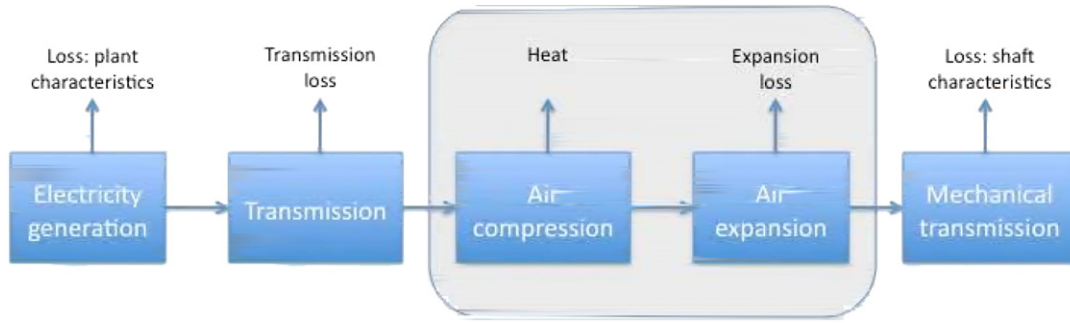 Loss: plant
characteristics
Transmission
loss
Heat
Expansion
loss
Loss: shaft
characteristics
Electricity
generation
Transmission
Air
compression
Air
expansion
Mechanical
transmission